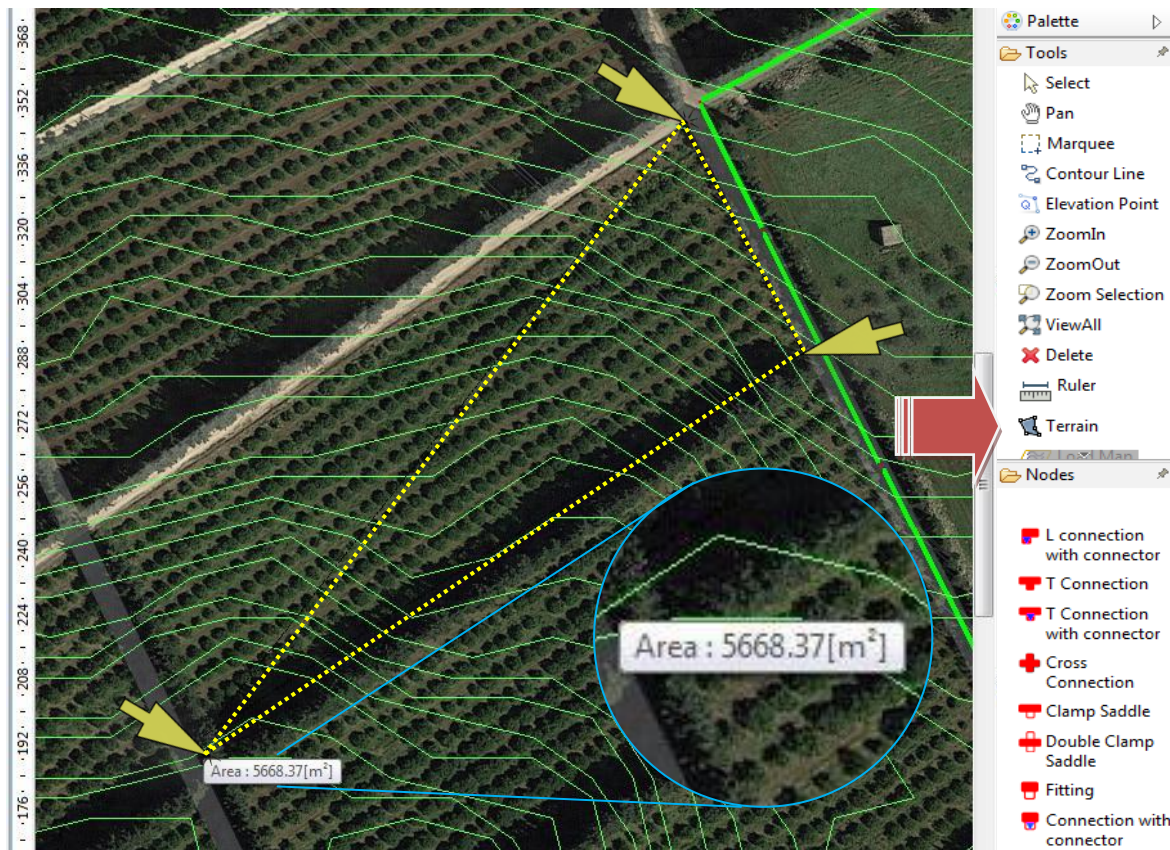 368
352
336
320
304
288
272
256
240
224
208
192
176
Area : 5668.37[m²]
Area : 5668.37[m²]
Palette
Tools
Select
Pan
Marquee
Contour Line
Elevation Point
ZoomIn
ZoomOut
Zoom Selection
ViewAll
Delete
Ruler
Terrain
Load Map
Nodes
L connection
with connector
T Connection
T Connection
with connector
Cross
Connection
Clamp Saddle
Double Clamp
Saddle
Fitting
Connection with
connector